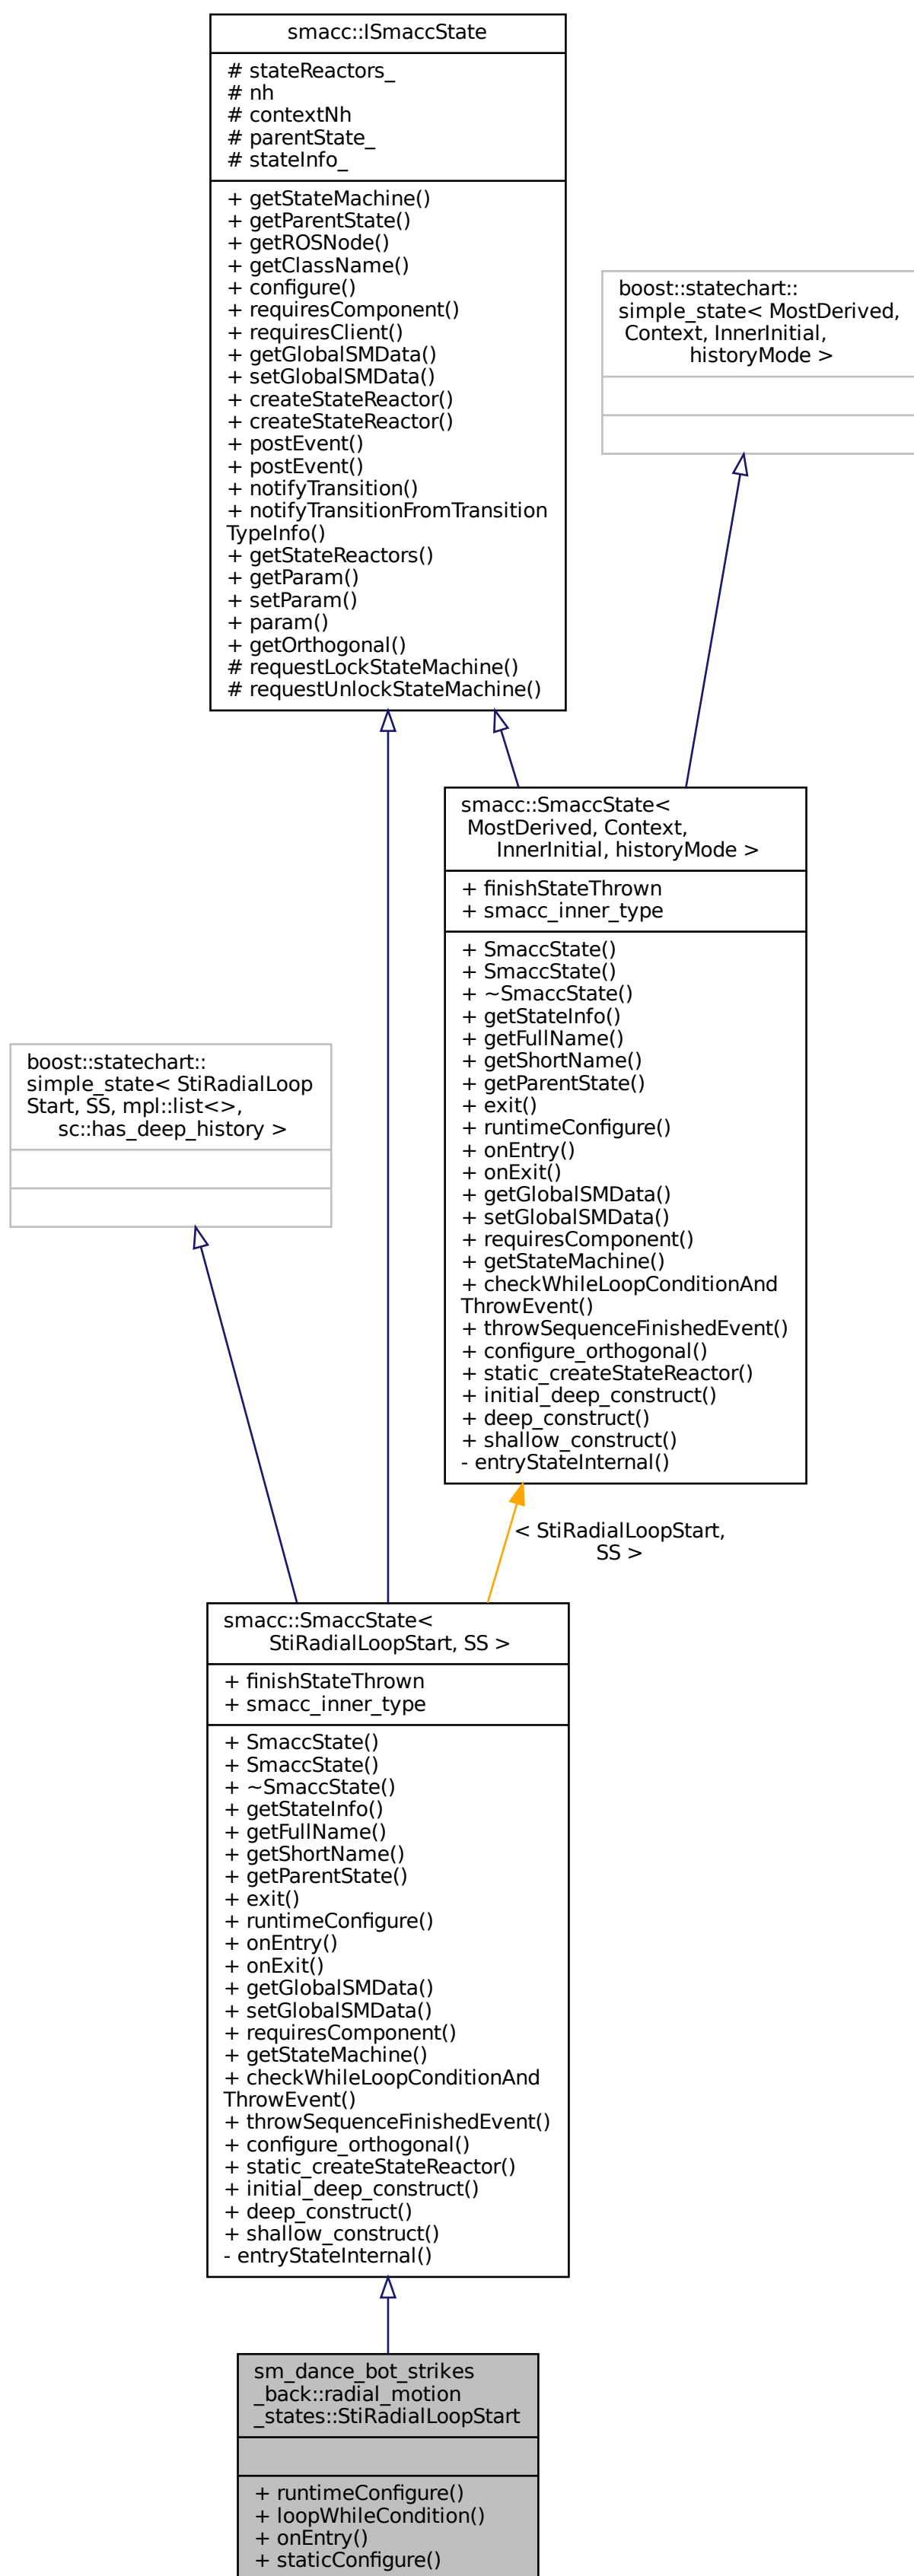 smacc::ISmaccState
# stateReactors_
# nh
# contextNh
# parentState_
# stateInfo_
+ getStateMachine()
+ getParentState()
+ getROSNode()
+ getClassName()
+ configure()
+ requiresComponent()
+ requiresClient()
+ getGlobalSMData()
+ setGlobalSMData()
+ createStateReactor()
+ createStateReactor()
+ postEvent()
+ postEvent()
+ notifyTransition()
+ notifyTransitionFromTransition
TypeInfo()
+ getStateReactors()
+ getParam()
+ setParam()
+ param()
+ getOrthogonal()
# requestLockStateMachine()
# requestUnlockStateMachine()
boost::statechart::
simple_state< MostDerived,
Context, InnerInitial,
historyMode >
smacc::SmaccState<
MostDerived, Context,
InnerInitial, historyMode >
+ finishStateThrown
+ smacc_inner_type
+ SmaccState()
+ SmaccState()
+ ~SmaccState()
+ getStateInfo()
+ getFullName()
+ getShortName()
+ getParentState()
+ exit()
+ runtimeConfigure()
+ onEntry()
+ onExit()
+ getGlobalSMData()
+ setGlobalSMData()
+ requiresComponent()
+ getStateMachine()
+ checkWhileLoopConditionAnd
ThrowEvent()
+ throwSequenceFinishedEvent()
+ configure_orthogonal()
+ static_createStateReactor()
+ initial_deep_construct()
+ deep_construct()
+ shallow_construct()
- entryStateInternal()
boost::statechart::
simple_state< StiRadialLoop
Start, SS, mpl::list<>,
sc::has_deep_history >
< StiRadialLoopStart,
SS >
smacc::SmaccState<
StiRadialLoopStart, SS >
+ finishStateThrown
+ smacc_inner_type
+ SmaccState()
+ SmaccState()
+ ~SmaccState()
+ getStateInfo()
+ getFullName()
+ getShortName()
+ getParentState()
+ exit()
+ runtimeConfigure()
+ onEntry()
+ onExit()
+ getGlobalSMData()
+ setGlobalSMData()
+ requiresComponent()
+ getStateMachine()
+ checkWhileLoopConditionAnd
ThrowEvent()
+ throwSequenceFinishedEvent()
+ configure_orthogonal()
+ static_createStateReactor()
+ initial_deep_construct()
+ deep_construct()
+ shallow_construct()
- entryStateInternal()
sm_dance_bot_strikes
_back::radial_motion
_states::StiRadialLoopStart
+ runtimeConfigure()
+ loopWhileCondition()
+ onEntry()
+ staticConfigure()